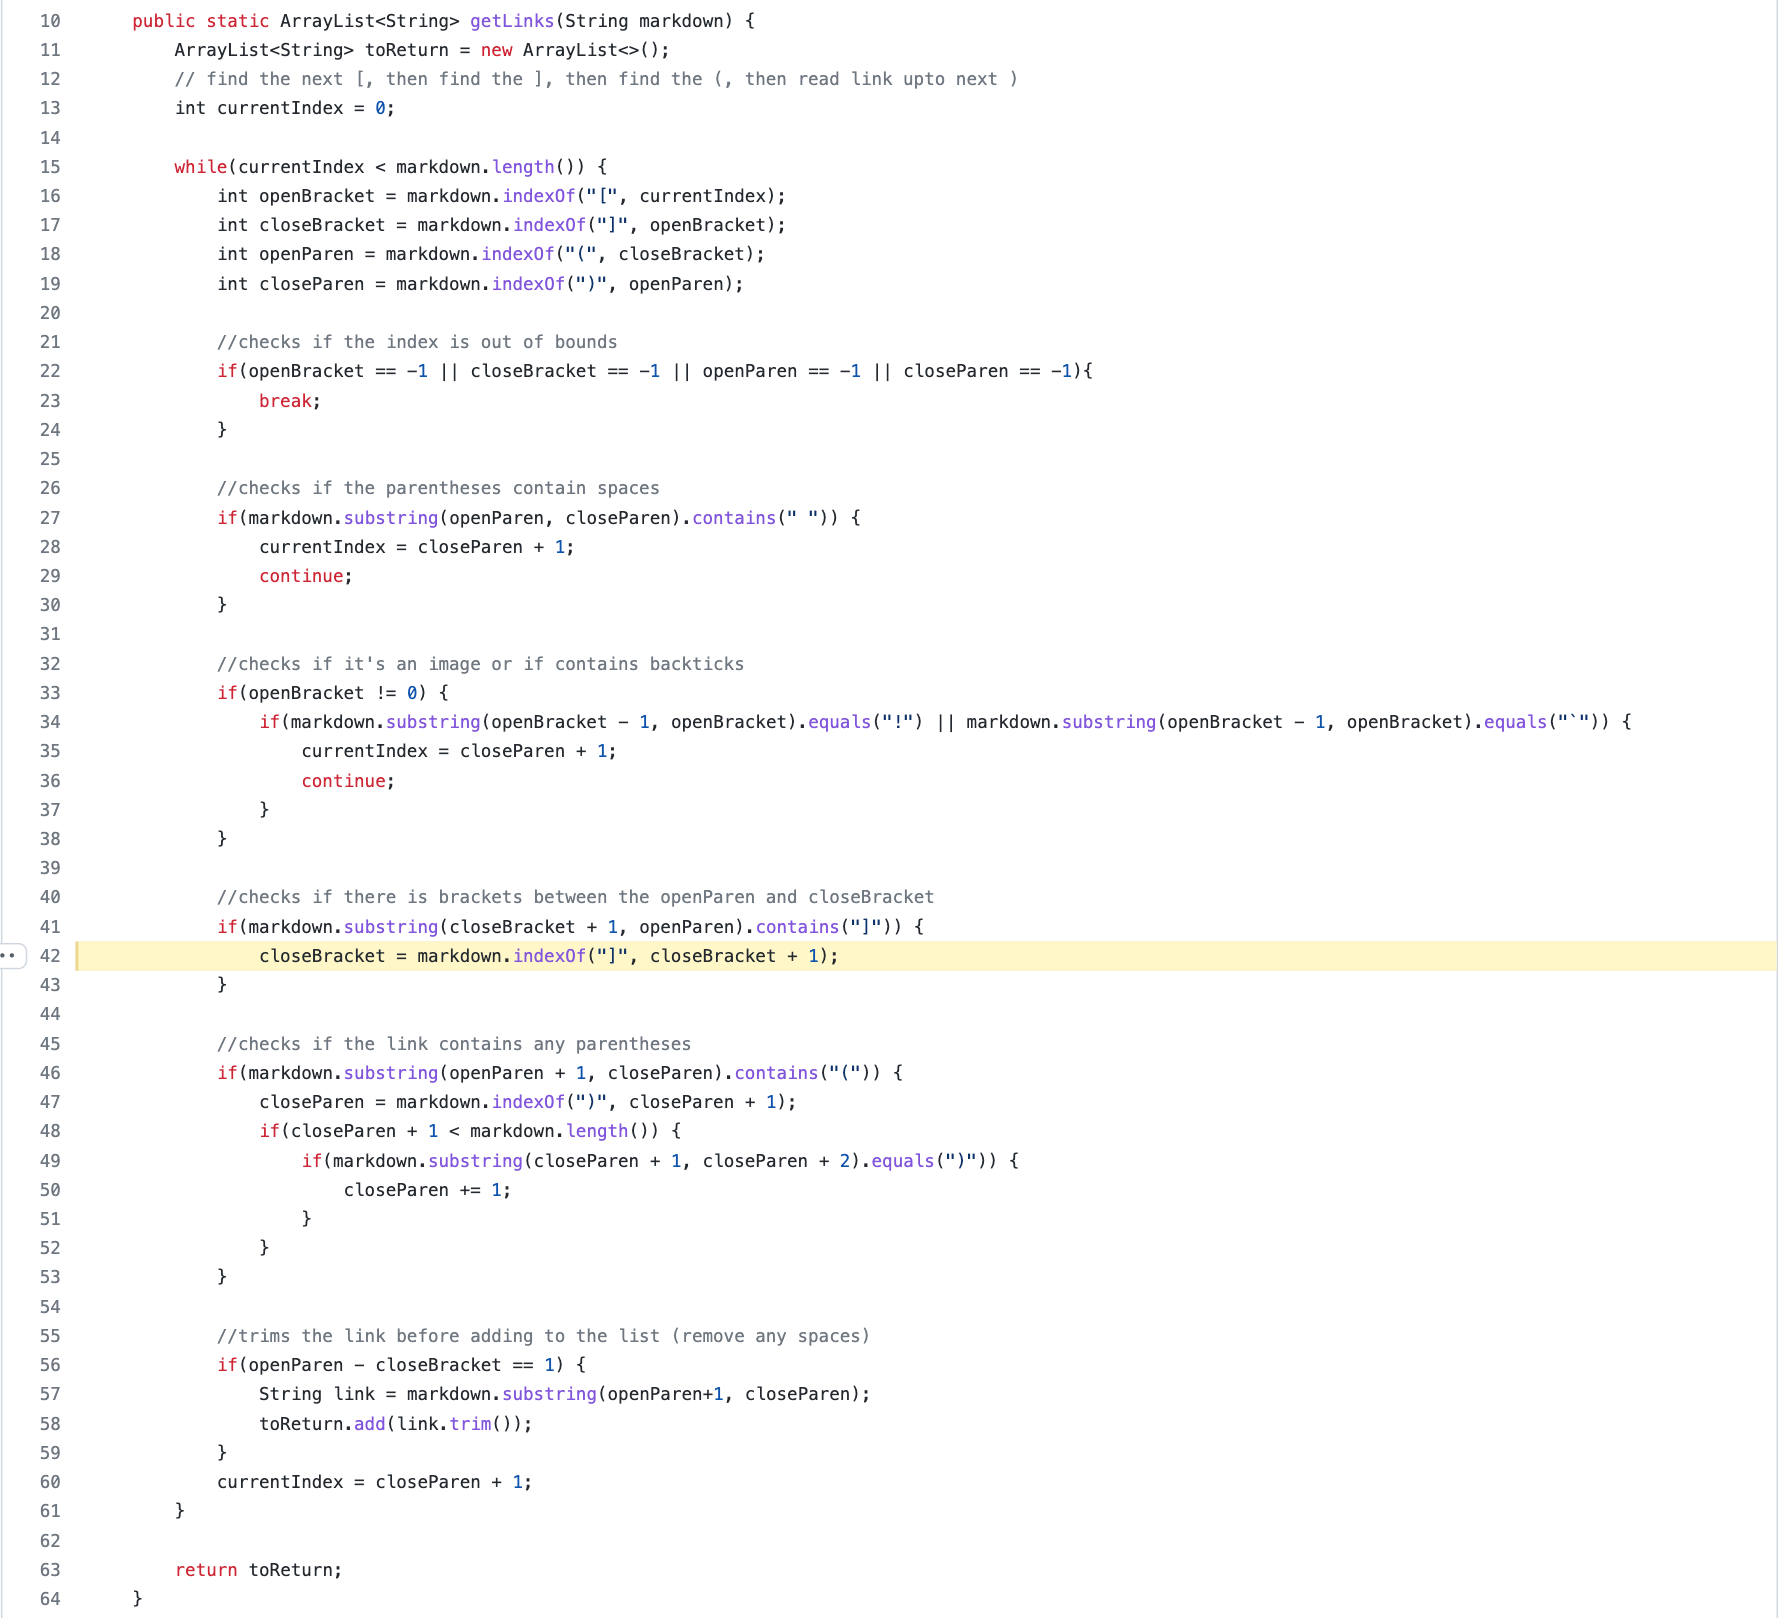 10 public static ArrayList<String> getLinks(String markdown) {
11 ArrayList<String> toReturn = new ArrayList<>();
12 // find the next [, then find the ], then find the (, then read link upto next )
13 int currentIndex = 0;
14
15 while(currentIndex < markdown.length()) {
16 int openBracket = markdown.indexOf("[", currentIndex);
17 int closeBracket = markdown.indexOf("]", openBracket);
18 int openParen = markdown.indexOf("(", closeBracket);
19 int closeParen = markdown.indexOf(")", openParen);
20
21 //checks if the index is out of bounds
22 if(openBracket == -1 || closeBracket == -1 || openParen == -1 || closeParen == -1){
23 break;
24 }
25
26 //checks if the parentheses contain spaces
27 if(markdown.substring(openParen, closeParen).contains(" ")) {
28 currentIndex = closeParen + 1;
29 continue;
30 }
31
32 //checks if it's an image or if contains backticks
33 if(openBracket != 0) {
34 if(markdown.substring(openBracket - 1, openBracket).equals("!") || markdown.substring(openBracket - 1, openBracket).equals("`")) {
35 currentIndex = closeParen + 1;
36 continue;
37 }
38 }
39
40 //checks if there is brackets between the openParen and closeBracket
41 if(markdown.substring(closeBracket + 1, openParen).contains("]")) {
42 closeBracket = markdown.indexOf("]", closeBracket + 1);
43 }
44
45 //checks if the link contains any parentheses
46 if(markdown.substring(openParen + 1, closeParen).contains("(")) {
47 closeParen = markdown.indexOf(")", closeParen + 1);
48 if(closeParen + 1 < markdown.length()) {
49 if(markdown.substring(closeParen + 1, closeParen + 2).equals(")")) {
50 closeParen += 1;
51 }
52 }
53 }
54
55 //trims the link before adding to the list (remove any spaces)
56 if(openParen - closeBracket == 1) {
57 String link = markdown.substring(openParen+1, closeParen);
58 toReturn.add(link.trim());
59 }
60 currentIndex = closeParen + 1;
61 }
62
63 return toReturn;
64 }